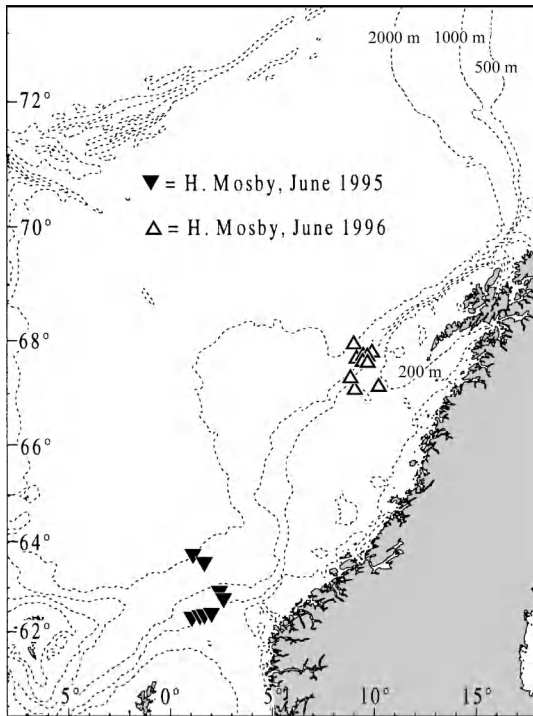 2000 m 1000 m
500 m
72°
▼ = H. Mosby, June 1995
70°
△ = H. Mosby, June 1996
68°
200 m
66°
64°
62°
5° 0° 5° 10° 15°